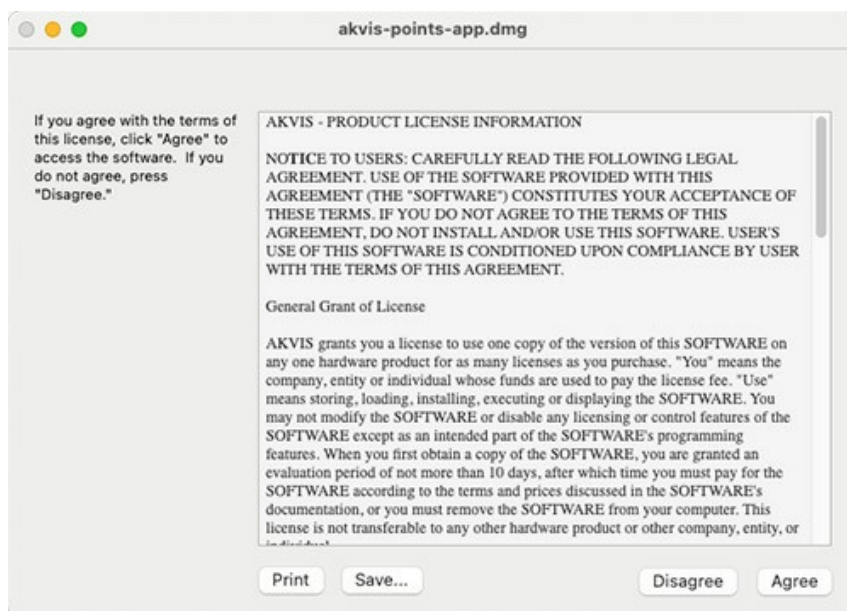 akvis-points-app.dmg
If you agree with the terms of
this license, click "Agree" to
access the software.  If you
do not agree, press
"Disagree."
AKVIS - PRODUCT LICENSE INFORMATION
NOTICE TO USERS: CAREFULLY READ THE FOLLOWING LEGAL
AGREEMENT. USE OF THE SOFTWARE PROVIDED WITH THIS
AGREEMENT (THE "SOFTWARE") CONSTITUTES YOUR ACCEPTANCE OF
THESE TERMS. IF YOU DO NOT AGREE TO THE TERMS OF THIS
AGREEMENT, DO NOT INSTALL AND/OR USE THIS SOFTWARE. USER'S
USE OF THIS SOFTWARE IS CONDITIONED UPON COMPLIANCE BY USER
WITH THE TERMS OF THIS AGREEMENT.
General Grant of License
AKVIS grants you a license to use one copy of the version of this SOFTWARE on
any one hardware product for as many licenses as you purchase. "You" means the
company, entity or individual whose funds are used to pay the license fee. "Use"
means storing, loading, installing, executing or displaying the SOFTWARE. You
may not modify the SOFTWARE or disable any licensing or control features of the
SOFTWARE except as an intended part of the SOFTWARE's programming
features. When you first obtain a copy of the SOFTWARE, you are granted an
evaluation period of not more than 10 days, after which time you must pay for the
SOFTWARE according to the terms and prices discussed in the SOFTWARE's
documentation, or you must remove the SOFTWARE from your computer. This
license is not transferable to any other hardware product or other company, entity, or
Print
Save...
Disagree
Agree